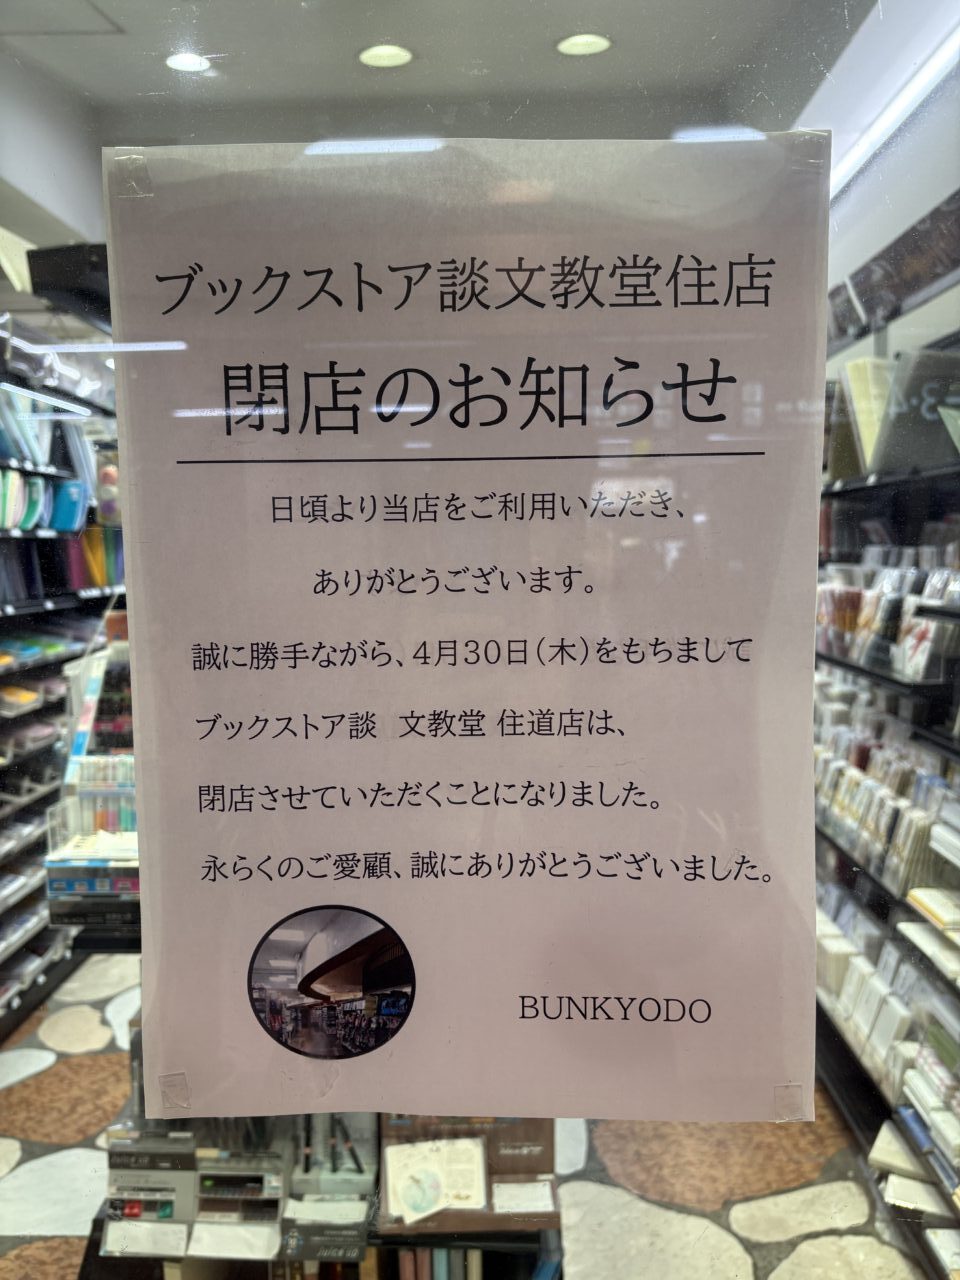 ブックストア談文教堂住店
閉店のお知らせ
日頃より当店をご利用いただき、
ありがとうございます。
誠に勝手ながら、4月30日(木)をもちまして
ブックストア談 文教堂 住道店は、
閉店させていただくことになりました。
永らくのご愛顧、誠にありがとうございました。
BUNKYODO